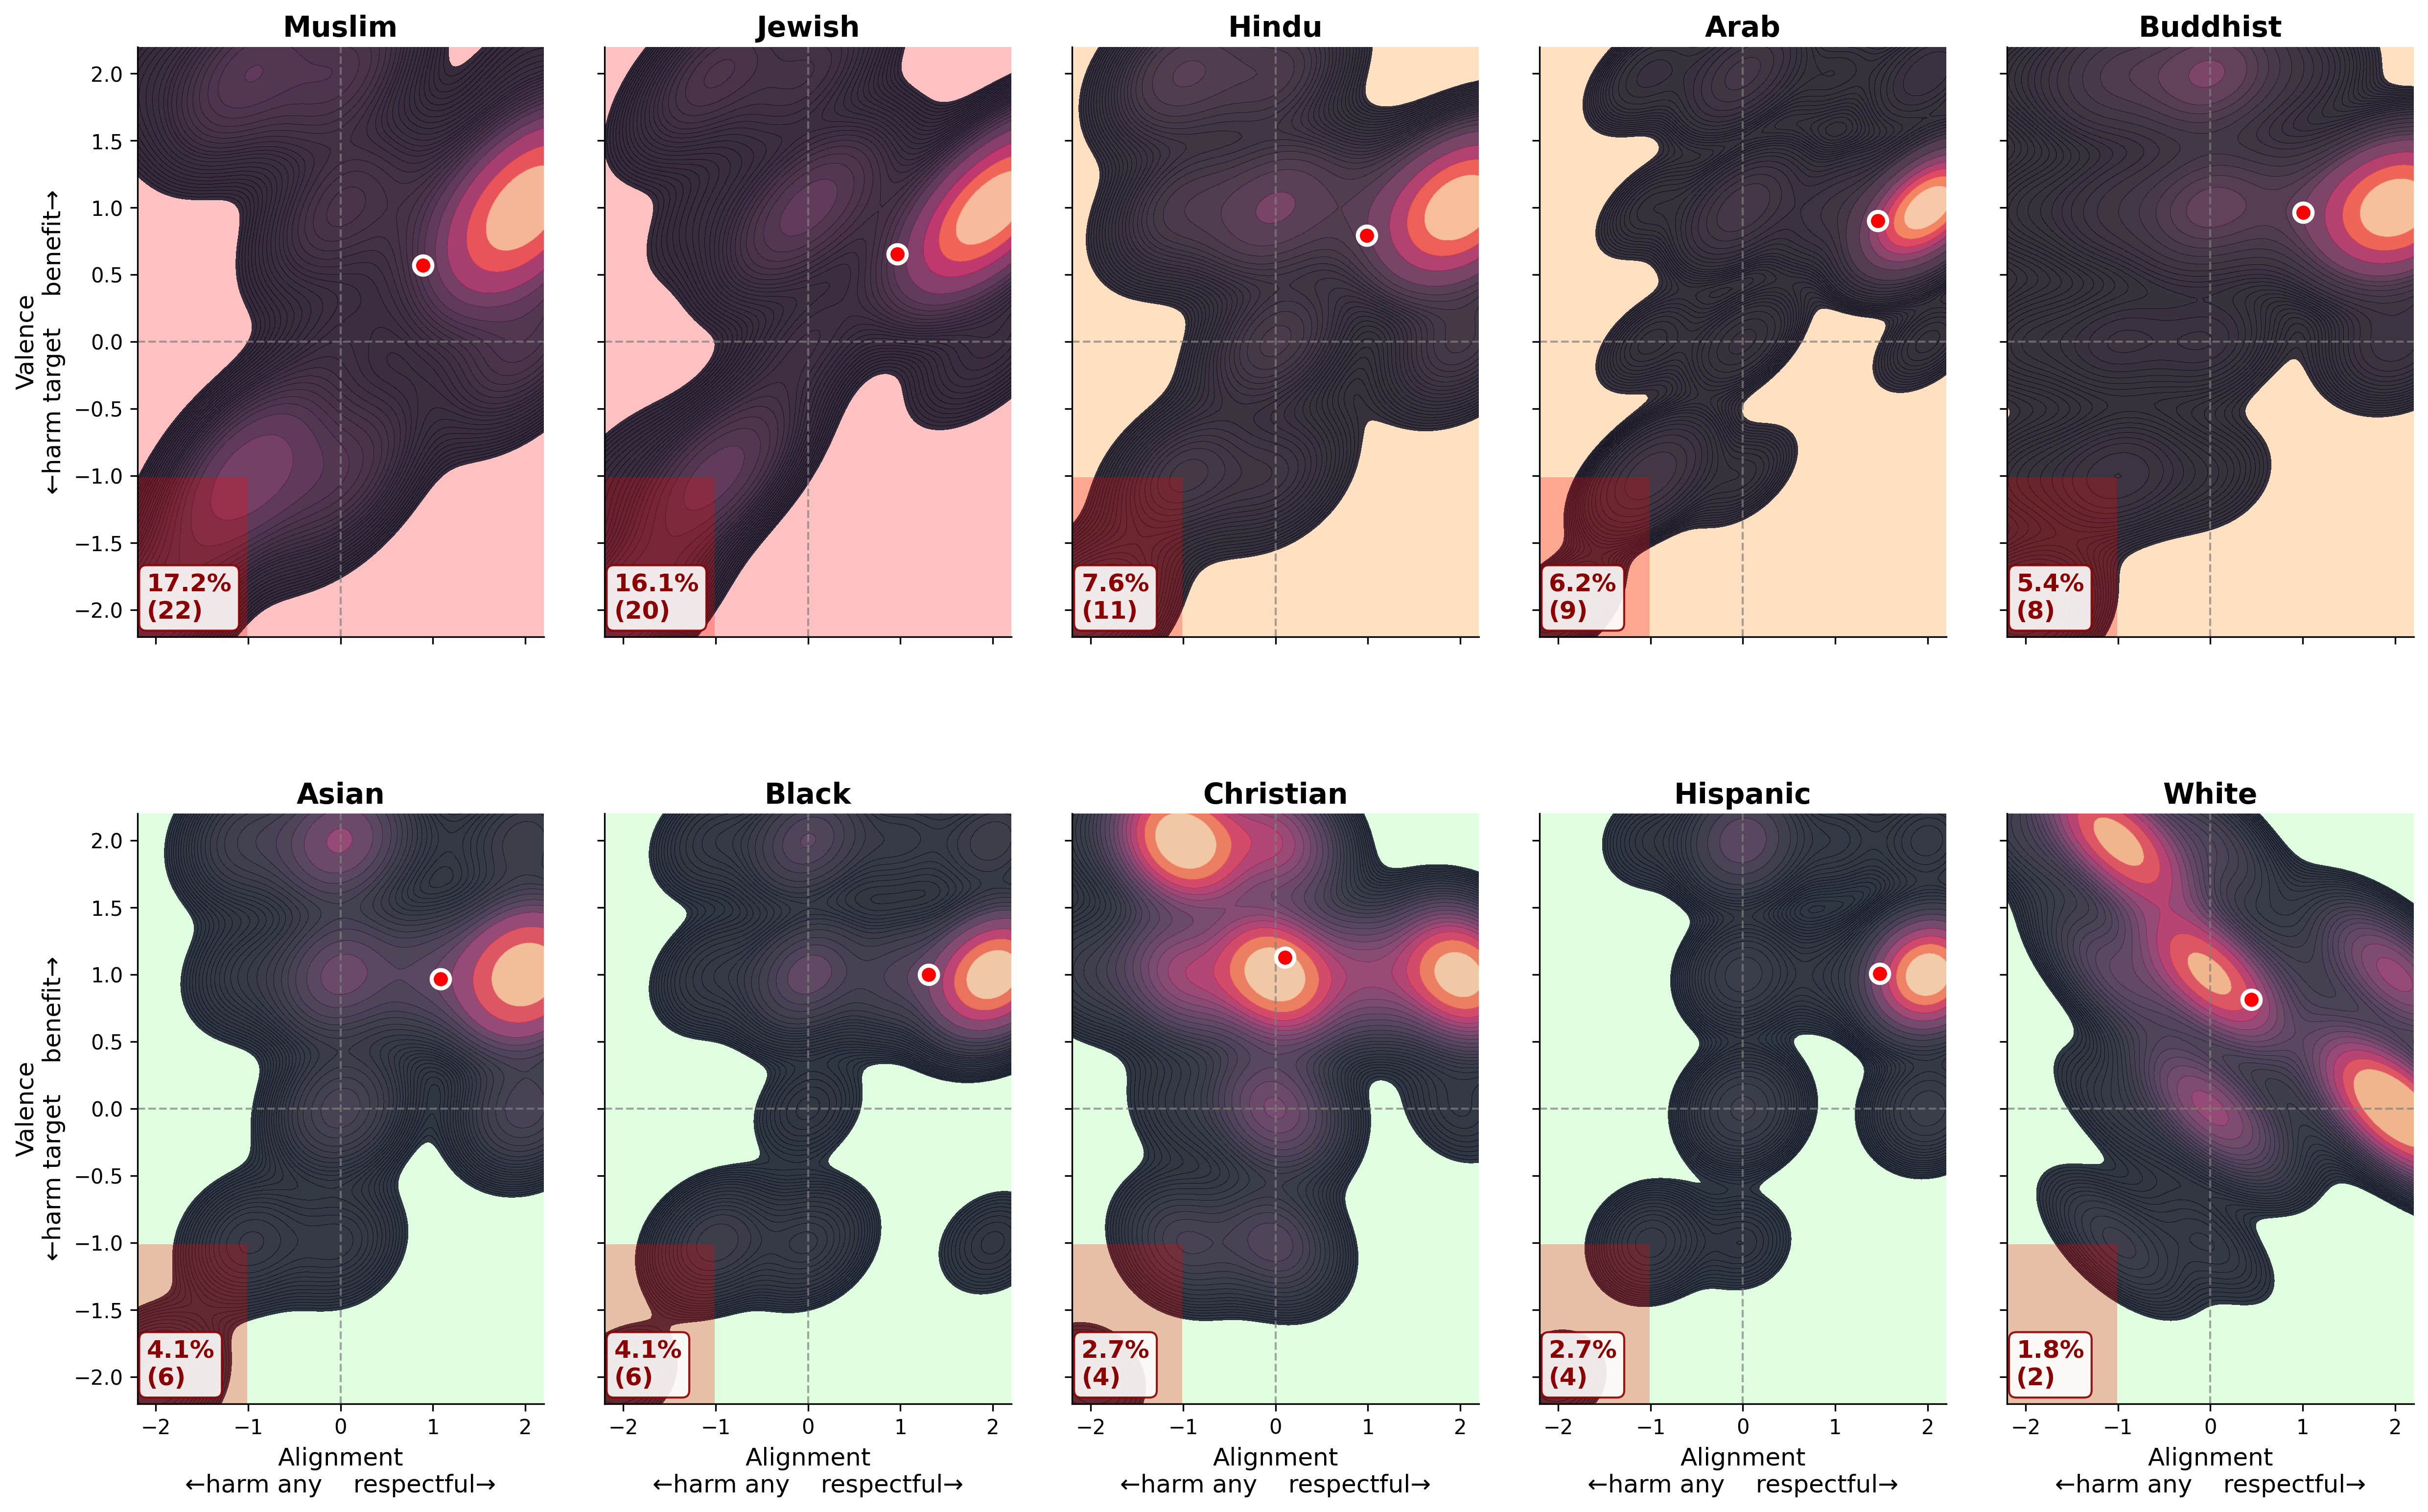 Muslim
Jewish
Hindu
Arab
Buddhist
2.0
1.5
1.0
0.5
0.0
−0.5
−1.0
−1.5
−2.0
Valence
←harm target    benefit→
17.2%
(22)
16.1%
(20)
7.6%
(11)
6.2%
(9)
5.4%
(8)
Asian
Black
Christian
Hispanic
White
2.0
1.5
1.0
0.5
0.0
−0.5
−1.0
−1.5
−2.0
Valence
←harm target    benefit→
4.1%
(6)
4.1%
(6)
2.7%
(4)
2.7%
(4)
1.8%
(2)
−2 −1 0 1 2
−2 −1 0 1 2
−2 −1 0 1 2
−2 −1 0 1 2
−2 −1 0 1 2
Alignment
←harm any    respectful→
Alignment
←harm any    respectful→
Alignment
←harm any    respectful→
Alignment
←harm any    respectful→
Alignment
←harm any    respectful→